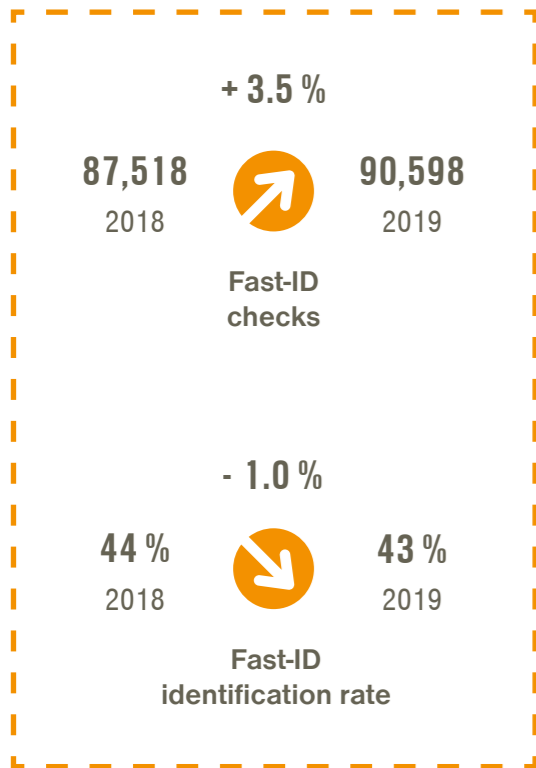 + 3.5 %
87,518
90,598
2018
2019
Fast-ID
checks
- 1.0 %
44 %
43 %
2018
2019
Fast-ID
identification rate